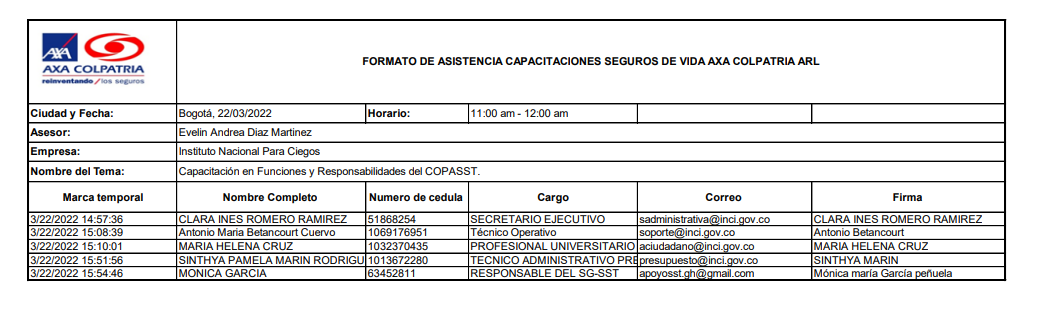 AXA
AXA COLPATRIA
reinventando / los seguros
FORMATO DE ASISTENCIA CAPACITACIONES SEGUROS DE VIDA AXA COLPATRIA ARL
Ciudad y Fecha: Bogotá, 22/03/2022 Horario: 11:00 am - 12:00 am
Asesor: Evelin Andrea Diaz Martinez
Empresa: Instituto Nacional Para Ciegos
Nombre del Tema: Capacitación en Funciones y Responsabilidades del COPASST.
Marca temporal Nombre Completo Numero de cedula Cargo Correo Firma
3/22/2022 14:57:36 CLARA INES ROMERO RAMIREZ 51868254 SECRETARIO EJECUTIVO sadministrativa@inci.gov.co CLARA INES ROMERO RAMIREZ
3/22/2022 15:08:39 Antonio Maria Betancourt Cuervo 1069176951 Técnico Operativo soporte@inci.gov.co Antonio Betancourt
3/22/2022 15:10:01 MARIA HELENA CRUZ 1032370435 PROFESIONAL UNIVERSITARIO aciudadano@inci.gov.co MARIA HELENA CRUZ
3/22/2022 15:51:56 SINTHYA PAMELA MARIN RODRIGU 1013672280 TECNICO ADMINISTRATIVO PRE presupuesto@inci.gov.co SINTHYA MARIN
3/22/2022 15:54:46 MONICA GARCIA 63452811 RESPONSABLE DEL SG-SST apoyosst.gh@gmail.com Mónica maría García peñuela